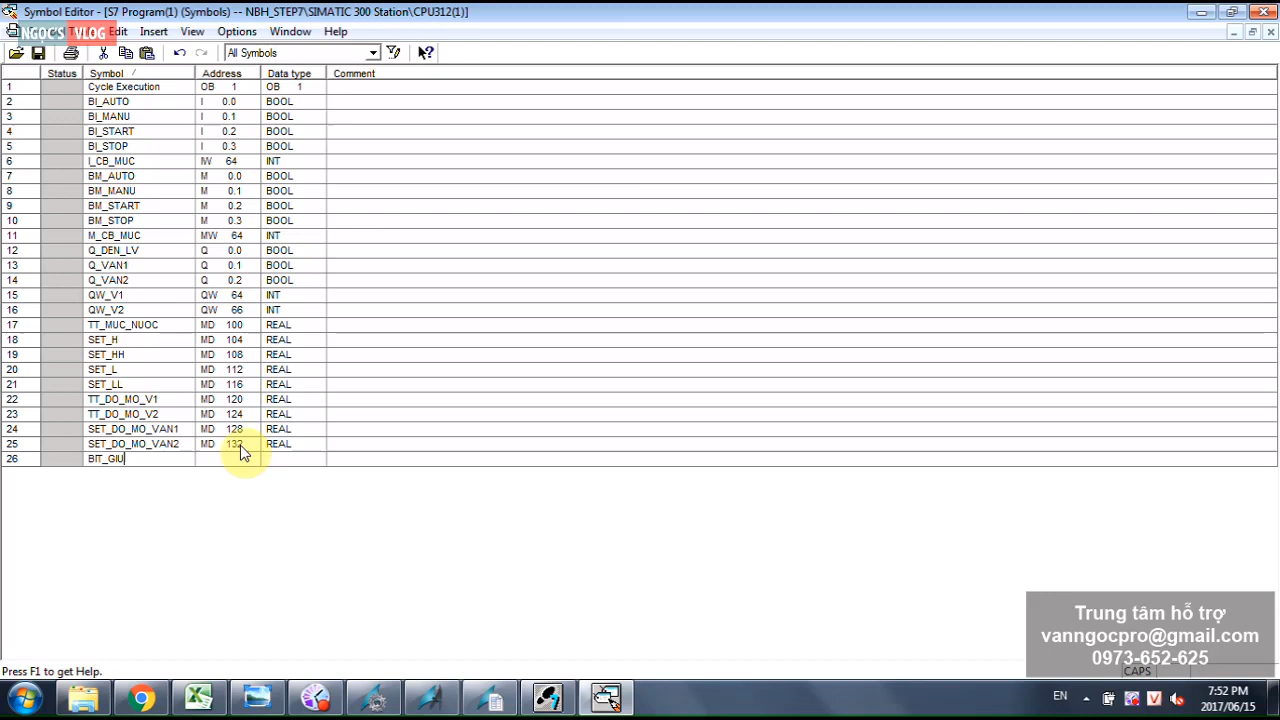 Symbol Editor - [S7 Program(1) (Symbols) -- NBH_STEP7\SIMATIC 300 Station\CPU312(1)]
NGỌC'S VLOG Edit Insert View Options Window Help
All Symbols
Status Symbol Address Data type Comment
1 Cycle Execution OB 1 OB 1
2 BI_AUTO I 0.0 BOOL
3 BI_MANU I 0.1 BOOL
4 BI_START I 0.2 BOOL
5 BI_STOP I 0.3 BOOL
6 I_CB_MUC IW 64 INT
7 BM_AUTO M 0.0 BOOL
8 BM_MANU M 0.1 BOOL
9 BM_START M 0.2 BOOL
10 BM_STOP M 0.3 BOOL
11 M_CB_MUC MW 64 INT
12 Q_DEN_LV Q 0.0 BOOL
13 Q_VAN1 Q 0.1 BOOL
14 Q_VAN2 Q 0.2 BOOL
15 QW_V1 QW 64 INT
16 QW_V2 QW 66 INT
17 TT_MUC_NUOC MD 100 REAL
18 SET_H MD 104 REAL
19 SET_HH MD 108 REAL
20 SET_L MD 112 REAL
21 SET_LL MD 116 REAL
22 TT_DO_MO_V1 MD 120 REAL
23 TT_DO_MO_V2 MD 124 REAL
24 SET_DO_MO_VAN1 MD 128 REAL
25 SET_DO_MO_VAN2 MD 132 REAL
26 BIT_GIU
Trung tâm hỗ trợ
vanngocpro@gmail.com
0973-652-625
Press F1 to get Help.
CAPS
EN
7:52 PM
2017/06/15